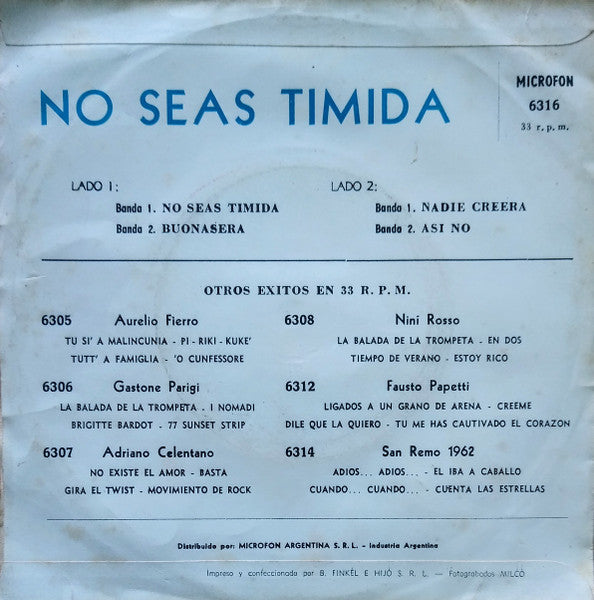 MICROFON
6316
33 r. p. m.
NO SEAS TIMIDA
LADO 1:
Banda 1. NO SEAS TIMIDA
Banda 2. BUONASERA
LADO 2:
Banda 1. NADIE CREERA
Banda 2. ASI NO
OTROS EXITOS EN 33 R. P. M.
6305 Aurelio Fierro
TU SI' A MALINCUNIA - PI - RIKI - KUKE'
TUTT' A FAMIGLIA - 'O CUNFESSORE
6306 Gastone Parigi
LA BALADA DE LA TROMPETA - I NOMADI
BRIGITTE BARDOT - 77 SUNSET STRIP
6307 Adriano Celentano
NO EXISTE EL AMOR - BASTA
GIRA EL TWIST - MOVIMIENTO DE ROCK
6308 Nini Rosso
LA BALADA DE LA TROMPETA - EN DOS
TIEMPO DE VERANO - ESTOY RICO
6312 Fausto Papetti
LIGADOS A UN GRANO DE ARENA - CREEME
DILE QUE LA QUIERO - TU ME HAS CAUTIVADO EL CORAZON
6314 San Remo 1962
ADIOS... ADIOS... - EL IBA A CABALLO
CUANDO... CUANDO... - CUENTA LAS ESTRELLAS
Distribuido por: MICROFON ARGENTINA S. R. L. - Industria Argentina
Impreso y confeccionado por B. FINKEL E HIJO S. R. L. — Fotograbados MILCO